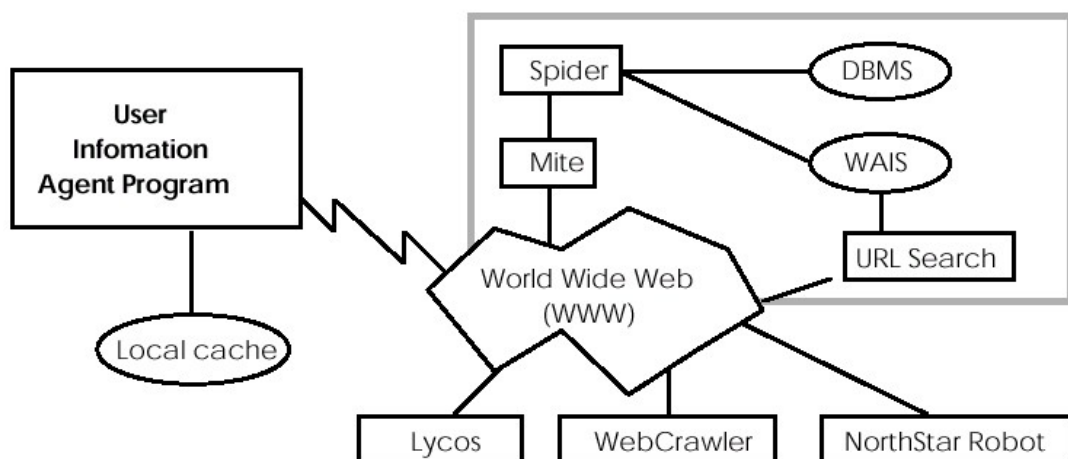 User
Infomation
Agent Program
Local cache
Spider
DBMS
Mite
WAIS
URL Search
World Wide Web
(WWW)
Lycos
WebCrawler
NorthStar Robot